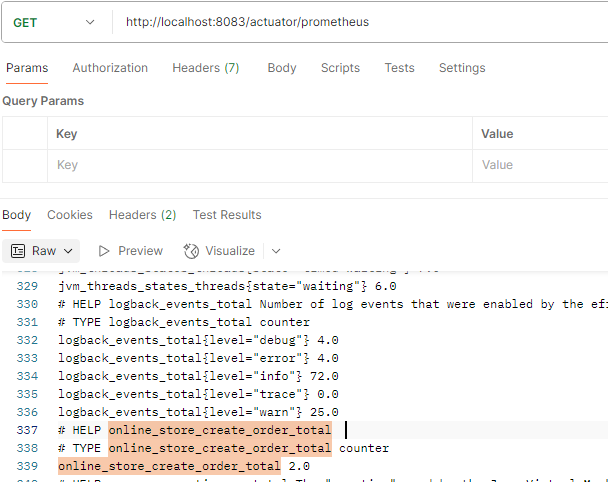 GET http://localhost:8083/actuator/prometheus
Params Authorization Headers (7) Body Scripts Tests Settings
Query Params
Key Value
Key Value
Body Cookies Headers (2) Test Results
Raw Preview Visualize
329 jvm_threads_states_threads{state="waiting"} 6.0
330 # HELP logback_events_total Number of log events that were enabled by the eff
331 # TYPE logback_events_total counter
332 logback_events_total{level="debug"} 4.0
333 logback_events_total{level="error"} 4.0
334 logback_events_total{level="info"} 72.0
335 logback_events_total{level="trace"} 0.0
336 logback_events_total{level="warn"} 25.0
337 # HELP online_store_create_order_total
338 # TYPE online_store_create_order_total counter
339 online_store_create_order_total 2.0